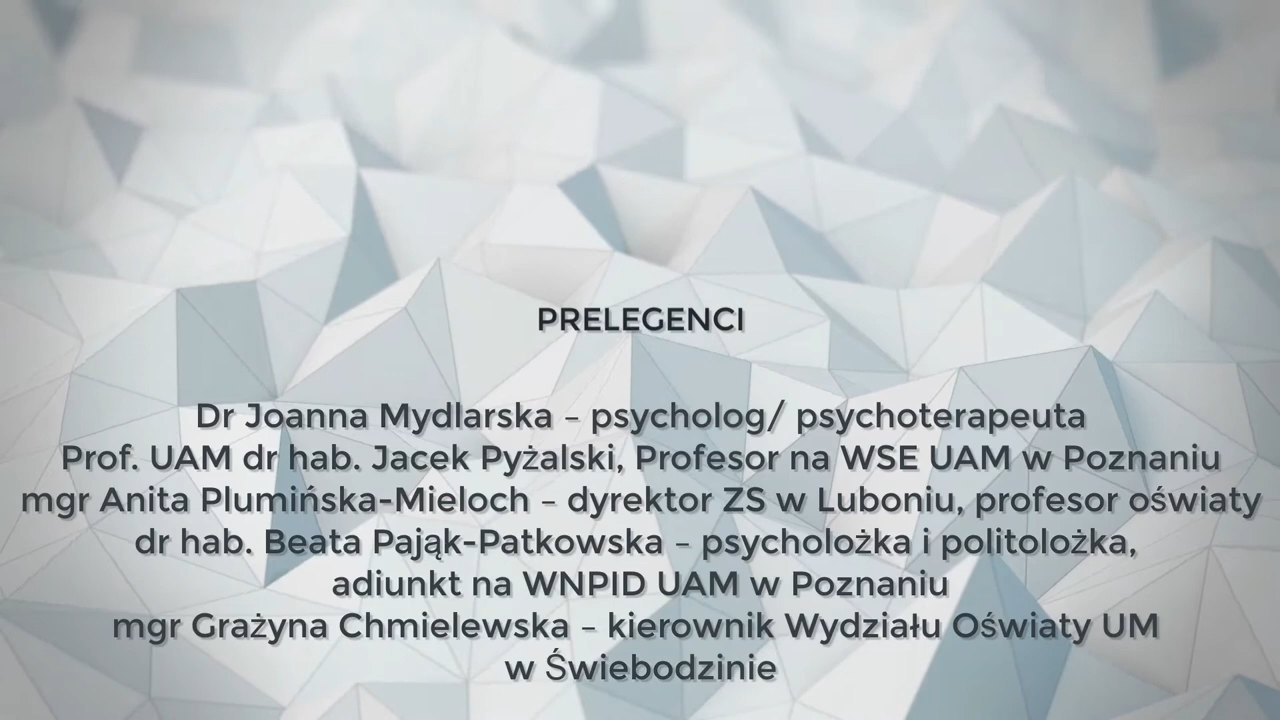 PRELEGENCI
Dr Joanna Mydlarska – psycholog/ psychoterapeuta
Prof. UAM dr hab. Jacek Pyżalski, Profesor na WSE UAM w Poznaniu
mgr Anita Plumińska-Mieloch – dyrektor ZS w Luboniu, profesor oświaty
dr hab. Beata Pająk-Patkowska – psycholożka i politolożka,
adiunkt na WNPID UAM w Poznaniu
mgr Grażyna Chmielewska – kierownik Wydziału Oświaty UM
w Świebodzinie